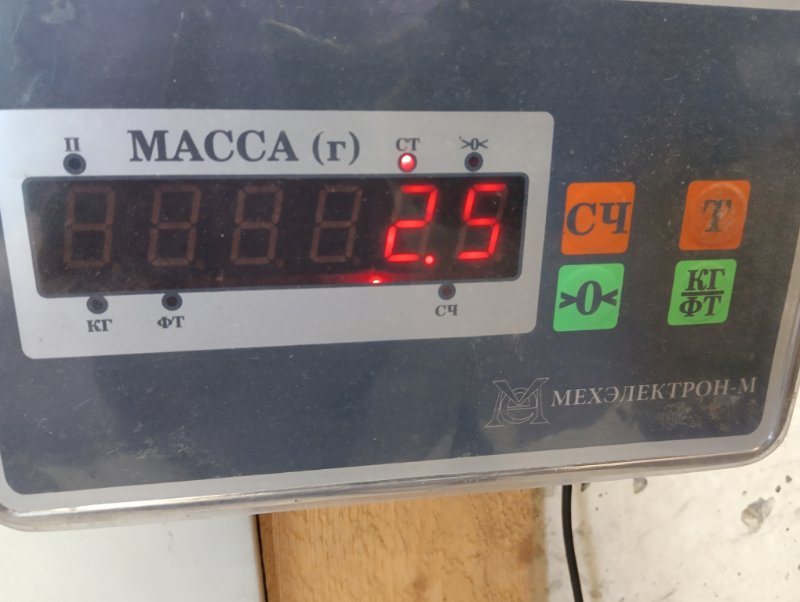 П МАССА (г) СТ >0<
2.5
КГ ФТ СЧ
СЧ Т
>0< КГ
ФТ
МЕХЭЛЕКТРОН-М